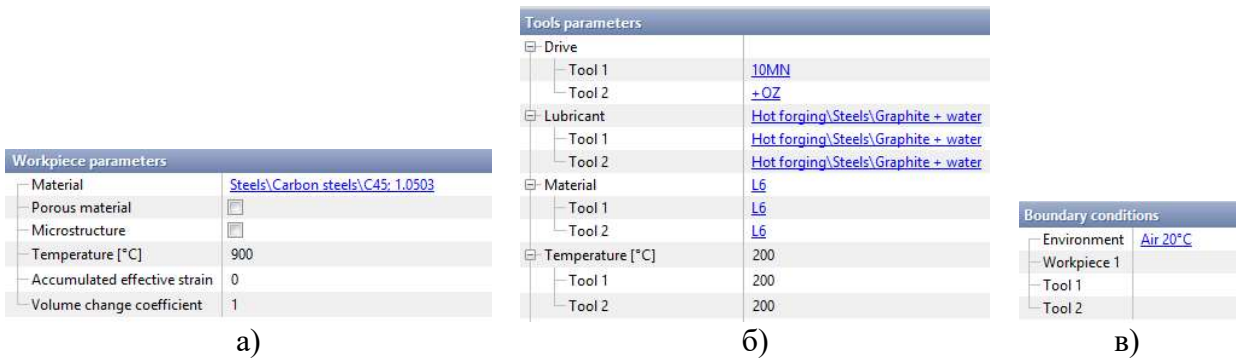 Workpiece parameters
Material Steels\Carbon steels\C45; 1.0503
Porous material
Microstructure
Temperature [°C] 900
Accumulated effective strain 0
Volume change coefficient 1
а)
Tools parameters
Drive
Tool 1 10MN
Tool 2 +OZ
Lubricant Hot forging\Steels\Graphite + water
Tool 1 Hot forging\Steels\Graphite + water
Tool 2 Hot forging\Steels\Graphite + water
Material L6
Tool 1 L6
Tool 2 L6
Temperature [°C] 200
Tool 1 200
Tool 2 200
б)
Boundary conditions
Environment Air 20°C
Workpiece 1
Tool 1
Tool 2
в)